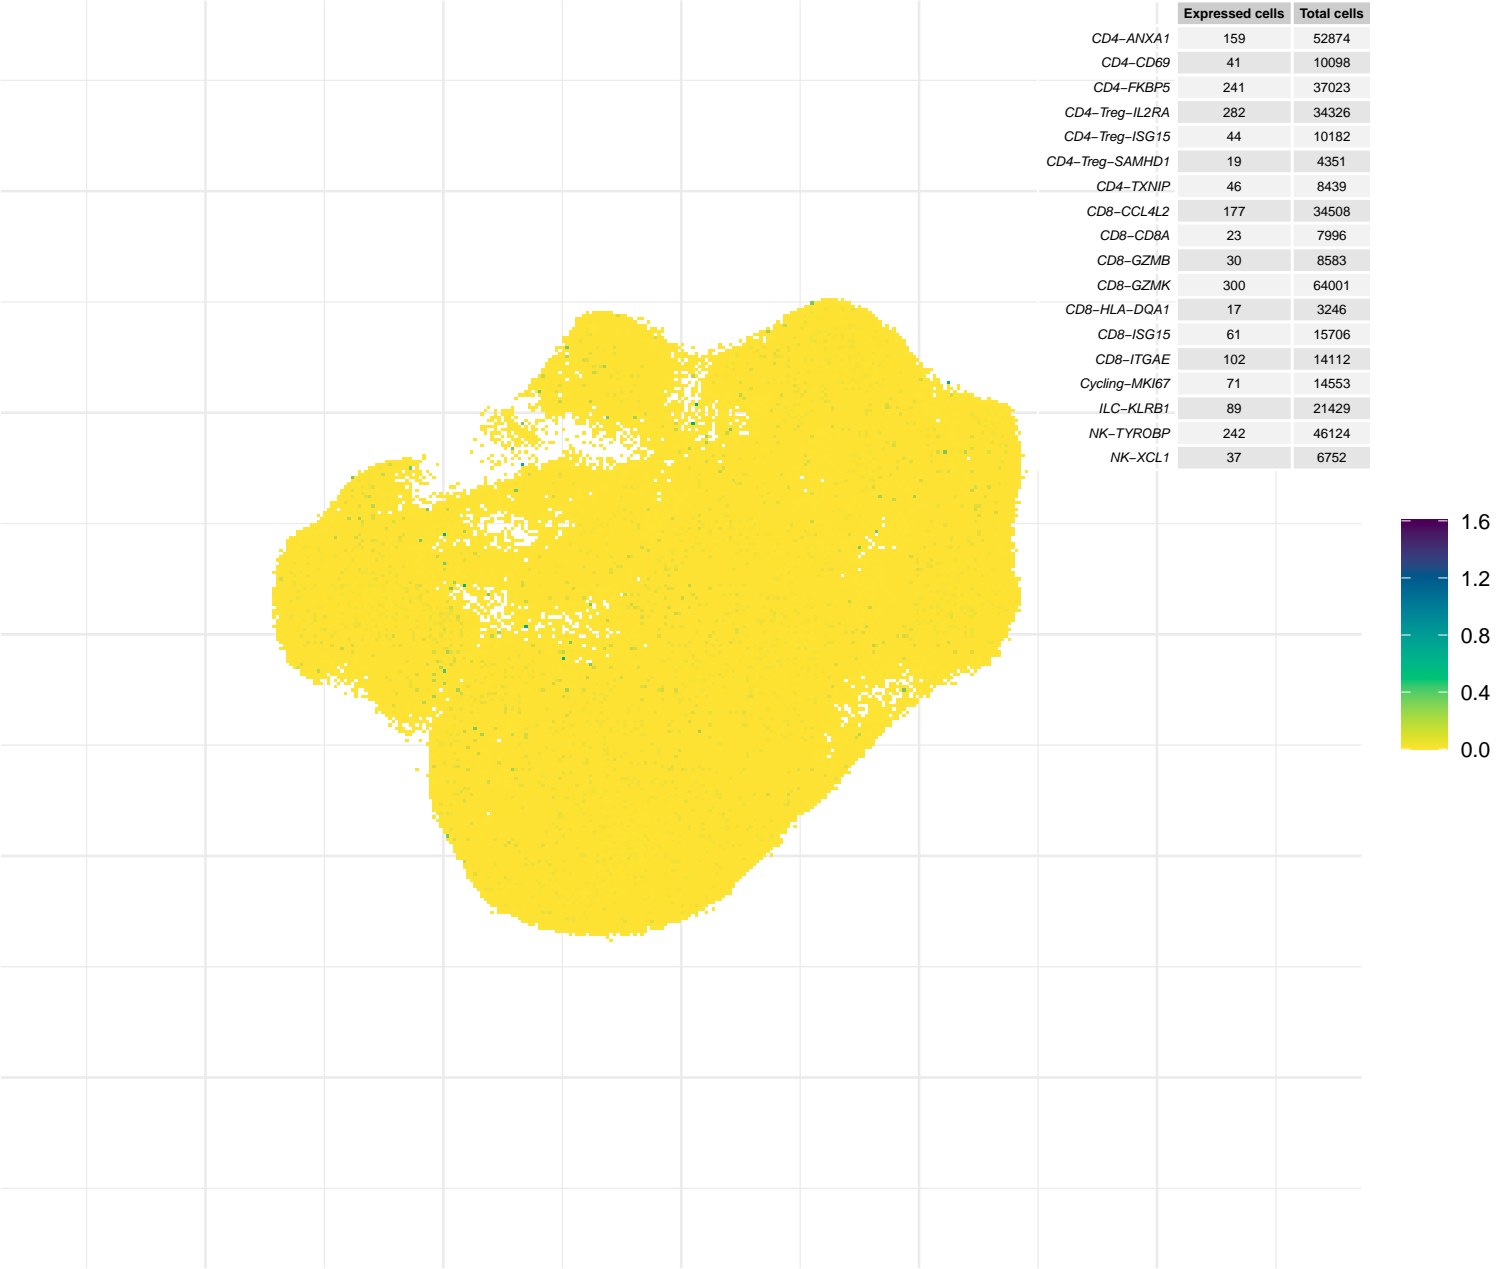 Expressed cells Total cells
CD4−ANXA1 159 52874
CD4−CD69 41 10098
CD4−FKBP5 241 37023
CD4−Treg−IL2RA 282 34326
CD4−Treg−ISG15 44 10182
CD4−Treg−SAMHD1 19 4351
CD4−TXNIP 46 8439
CD8−CCL4L2 177 34508
CD8−CD8A 23 7996
CD8−GZMB 30 8583
CD8−GZMK 300 64001
CD8−HLA−DQA1 17 3246
CD8−ISG15 61 15706
CD8−ITGAE 102 14112
Cycling−MKI67 71 14553
ILC−KLRB1 89 21429
NK−TYROBP 242 46124
NK−XCL1 37 6752
1.6
1.2
0.8
0.4
0.0